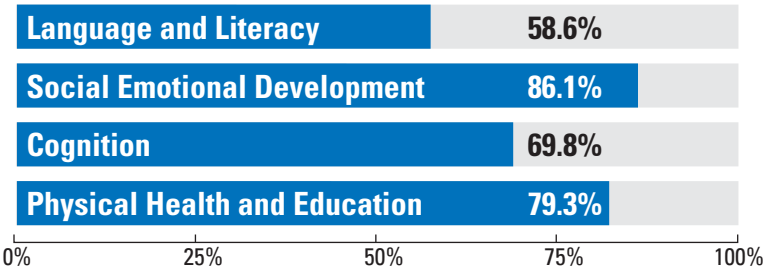 Language and Literacy 58.6%
Social Emotional Development 86.1%
Cognition 69.8%
Physical Health and Education 79.3%
0% 25% 50% 75% 100%